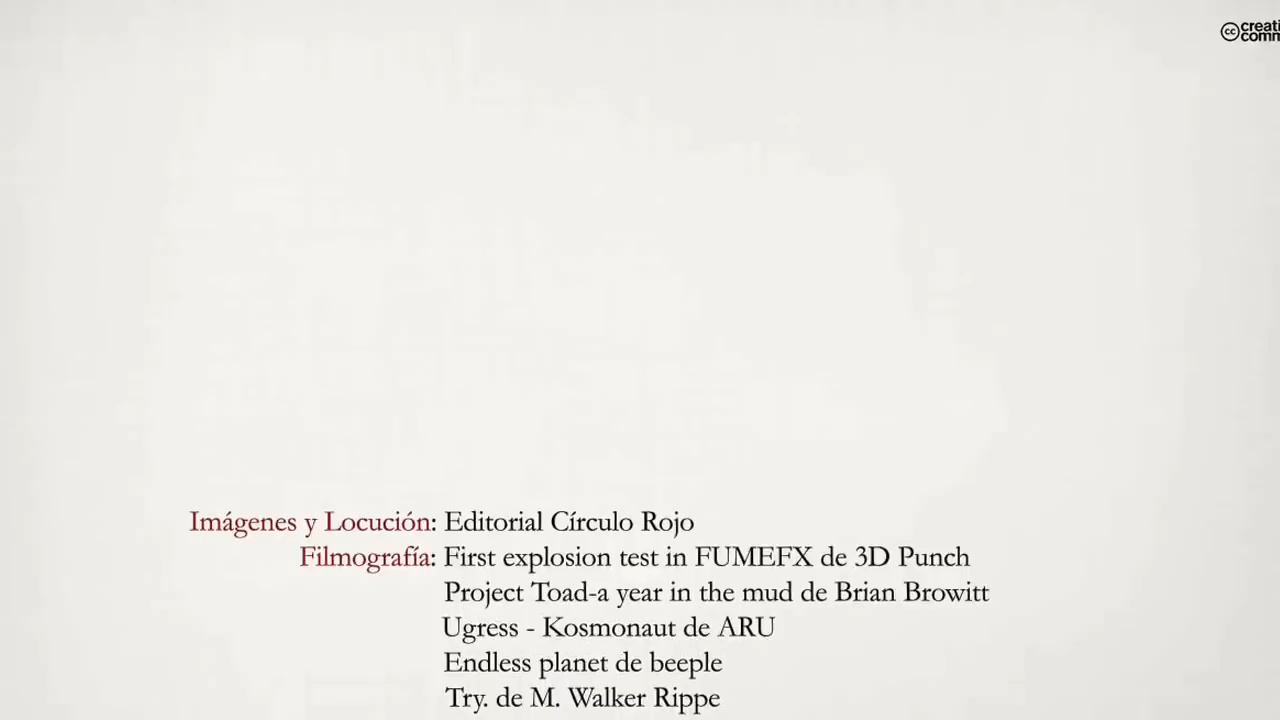 Imágenes y Locución: Editorial Círculo Rojo
Filmografía: First explosion test in FUMEFX de 3D Punch
Project Toad-a year in the mud de Brian Browitt
Ugress - Kosmonaut de ARU
Endless planet de beeple
Try. de M. Walker Rippe